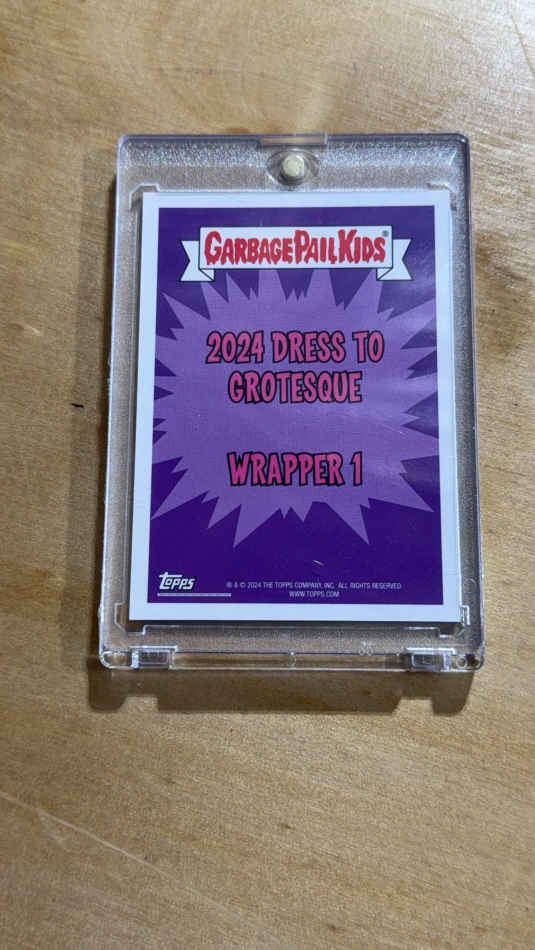 GARBAGE PAIL KIDS®
2024 DRESS TO
GROTESQUE
WRAPPER 1
topps
® & © 2024 THE TOPPS COMPANY, INC. ALL RIGHTS RESERVED.
WWW.TOPPS.COM